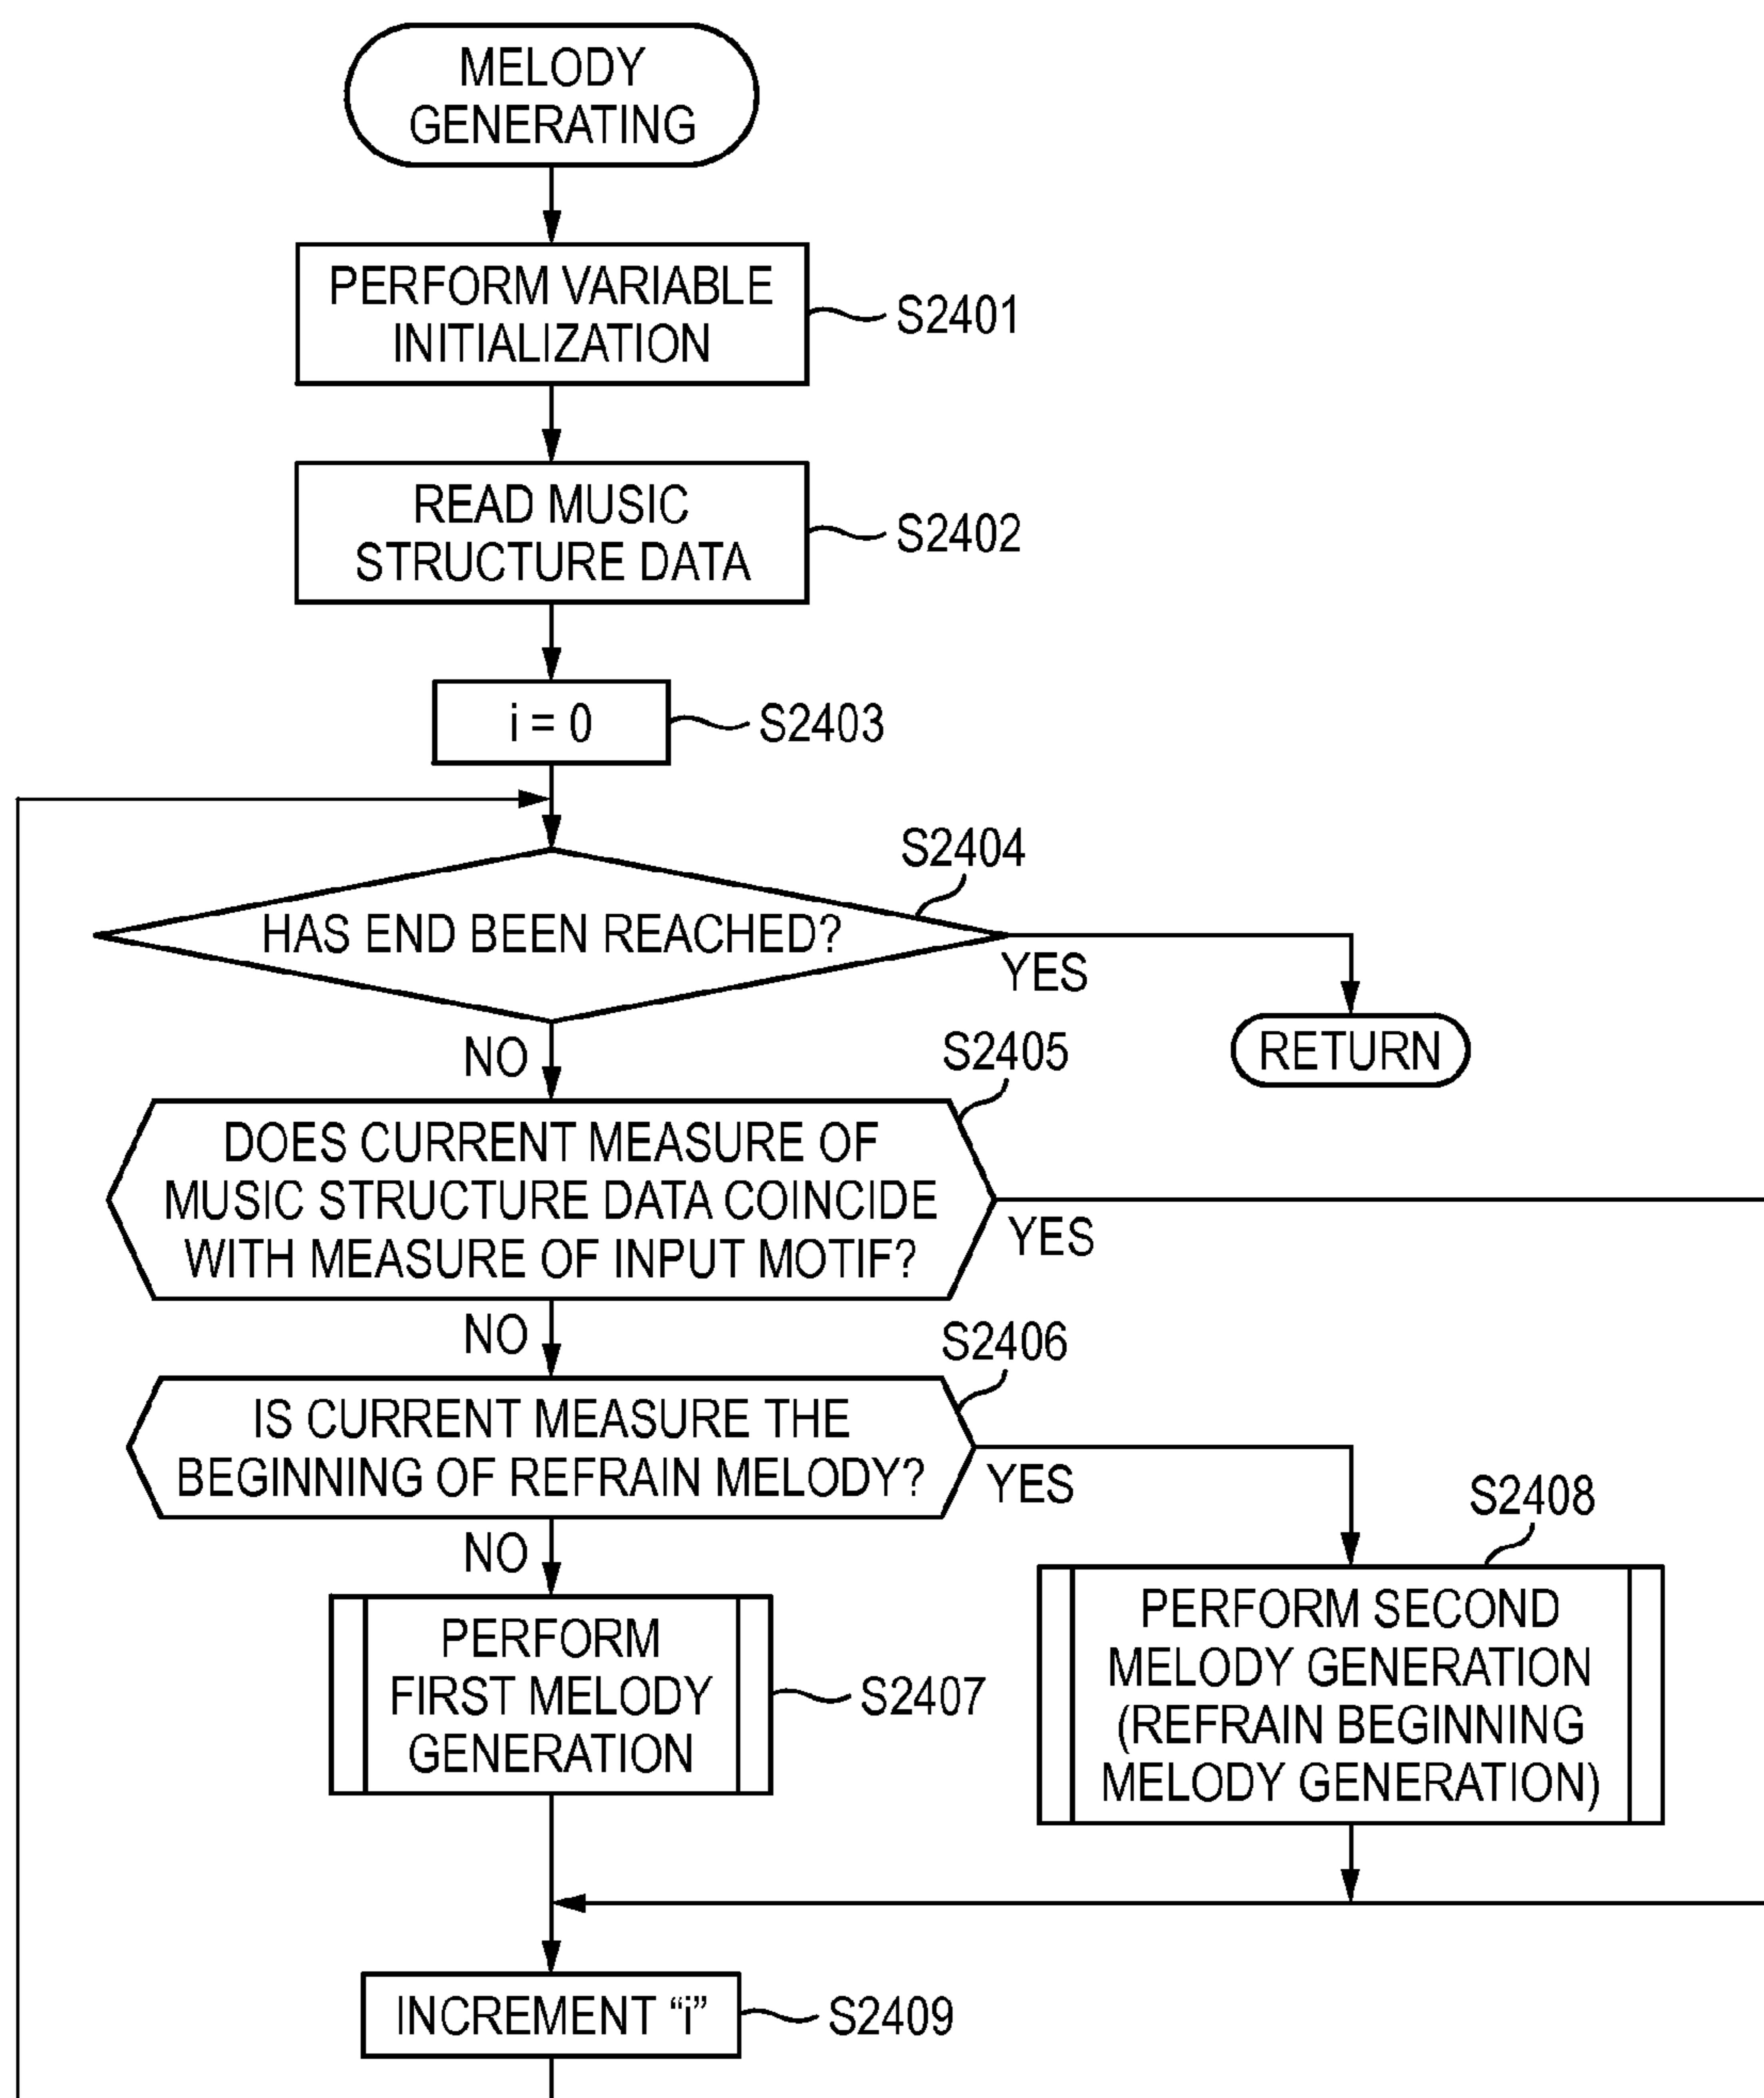 MELODY
GENERATING
PERFORM VARIABLE
INITIALIZATION
S2401
READ MUSIC
STRUCTURE DATA
S2402
i = 0
S2403
S2404
HAS END BEEN REACHED?
YES
RETURN
NO
S2405
DOES CURRENT MEASURE OF
MUSIC STRUCTURE DATA COINCIDE
WITH MEASURE OF INPUT MOTIF?
YES
NO
S2406
IS CURRENT MEASURE THE
BEGINNING OF REFRAIN MELODY?
YES
NO
S2408
PERFORM
FIRST MELODY
GENERATION
S2407
PERFORM SECOND
MELODY GENERATION
(REFRAIN BEGINNING
MELODY GENERATION)
INCREMENT “i”
S2409